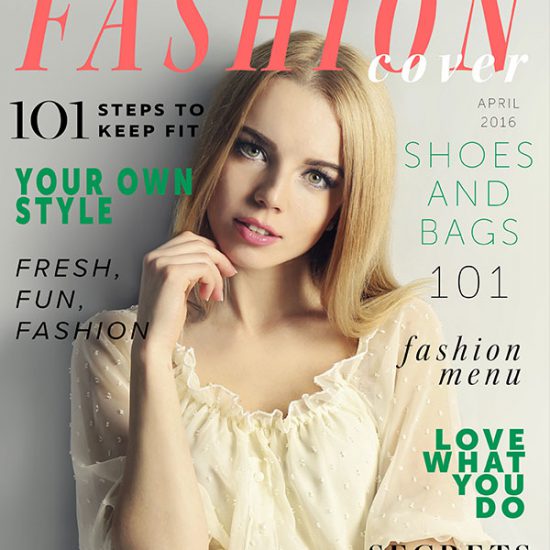 FASHION
cover
APRIL
2016
101 STEPS TO
KEEP FIT
YOUR OWN
STYLE
FRESH,
FUN,
FASHION
SHOES
AND
BAGS
101
fashion
menu
LOVE
WHAT
YOU
DO
SECRETS